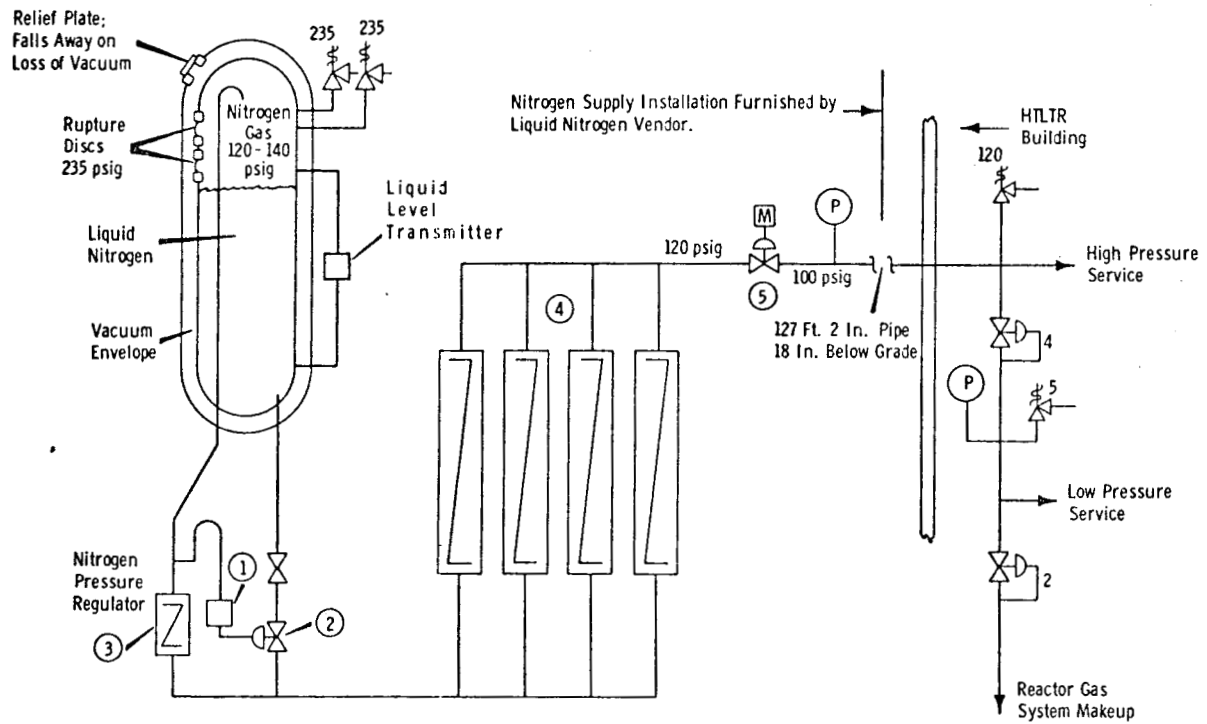 Relief Plate;
Falls Away on
Loss of Vacuum
235
235
Nitrogen
Gas
120-140
psig
Rupture
Discs
235 psig
Liquid
Nitrogen
Vacuum
Envelope
Liquid
Level
Transmitter
Nitrogen
Pressure
Regulator
1
2
3
4
120 psig
M
5
P
100 psig
Nitrogen Supply Installation Furnished by
Liquid Nitrogen Vendor.
127 Ft. 2 In. Pipe
18 In. Below Grade
HTLTR
Building
120
High Pressure
Service
4
P
5
Low Pressure
Service
2
Reactor Gas
System Makeup